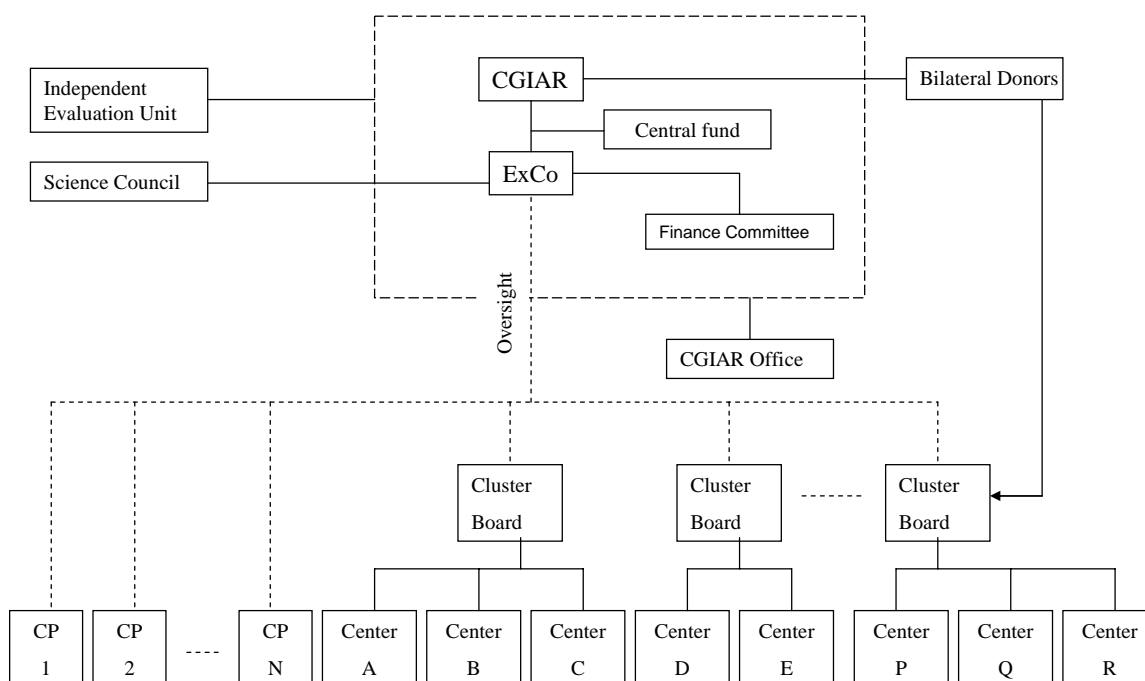 CGIAR
Bilateral Donors
Independent
Evaluation Unit
Central fund
Science Council
ExCo
Finance Committee
Oversight
CGIAR Office
Cluster
Board
Cluster
Board
Cluster
Board
CP
1
CP
2
CP
N
Center
A
Center
B
Center
C
Center
D
Center
E
Center
P
Center
Q
Center
R